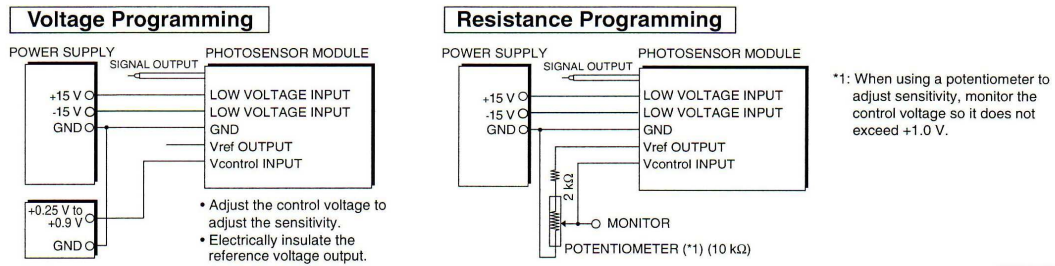 Voltage Programming
POWER SUPPLY
PHOTOSENSOR MODULE
SIGNAL OUTPUT
+15 V
-15 V
GND
LOW VOLTAGE INPUT
LOW VOLTAGE INPUT
GND
Vref OUTPUT
Vcontrol INPUT
+0.25 V to
+0.9 V
GND
• Adjust the control voltage to
adjust the sensitivity.
• Electrically insulate the
reference voltage output.
Resistance Programming
POWER SUPPLY
PHOTOSENSOR MODULE
SIGNAL OUTPUT
+15 V
-15 V
GND
LOW VOLTAGE INPUT
LOW VOLTAGE INPUT
GND
Vref OUTPUT
Vcontrol INPUT
2 kΩ
MONITOR
POTENTIOMETER (*1) (10 kΩ)
*1: When using a potentiometer to
adjust sensitivity, monitor the
control voltage so it does not
exceed +1.0 V.